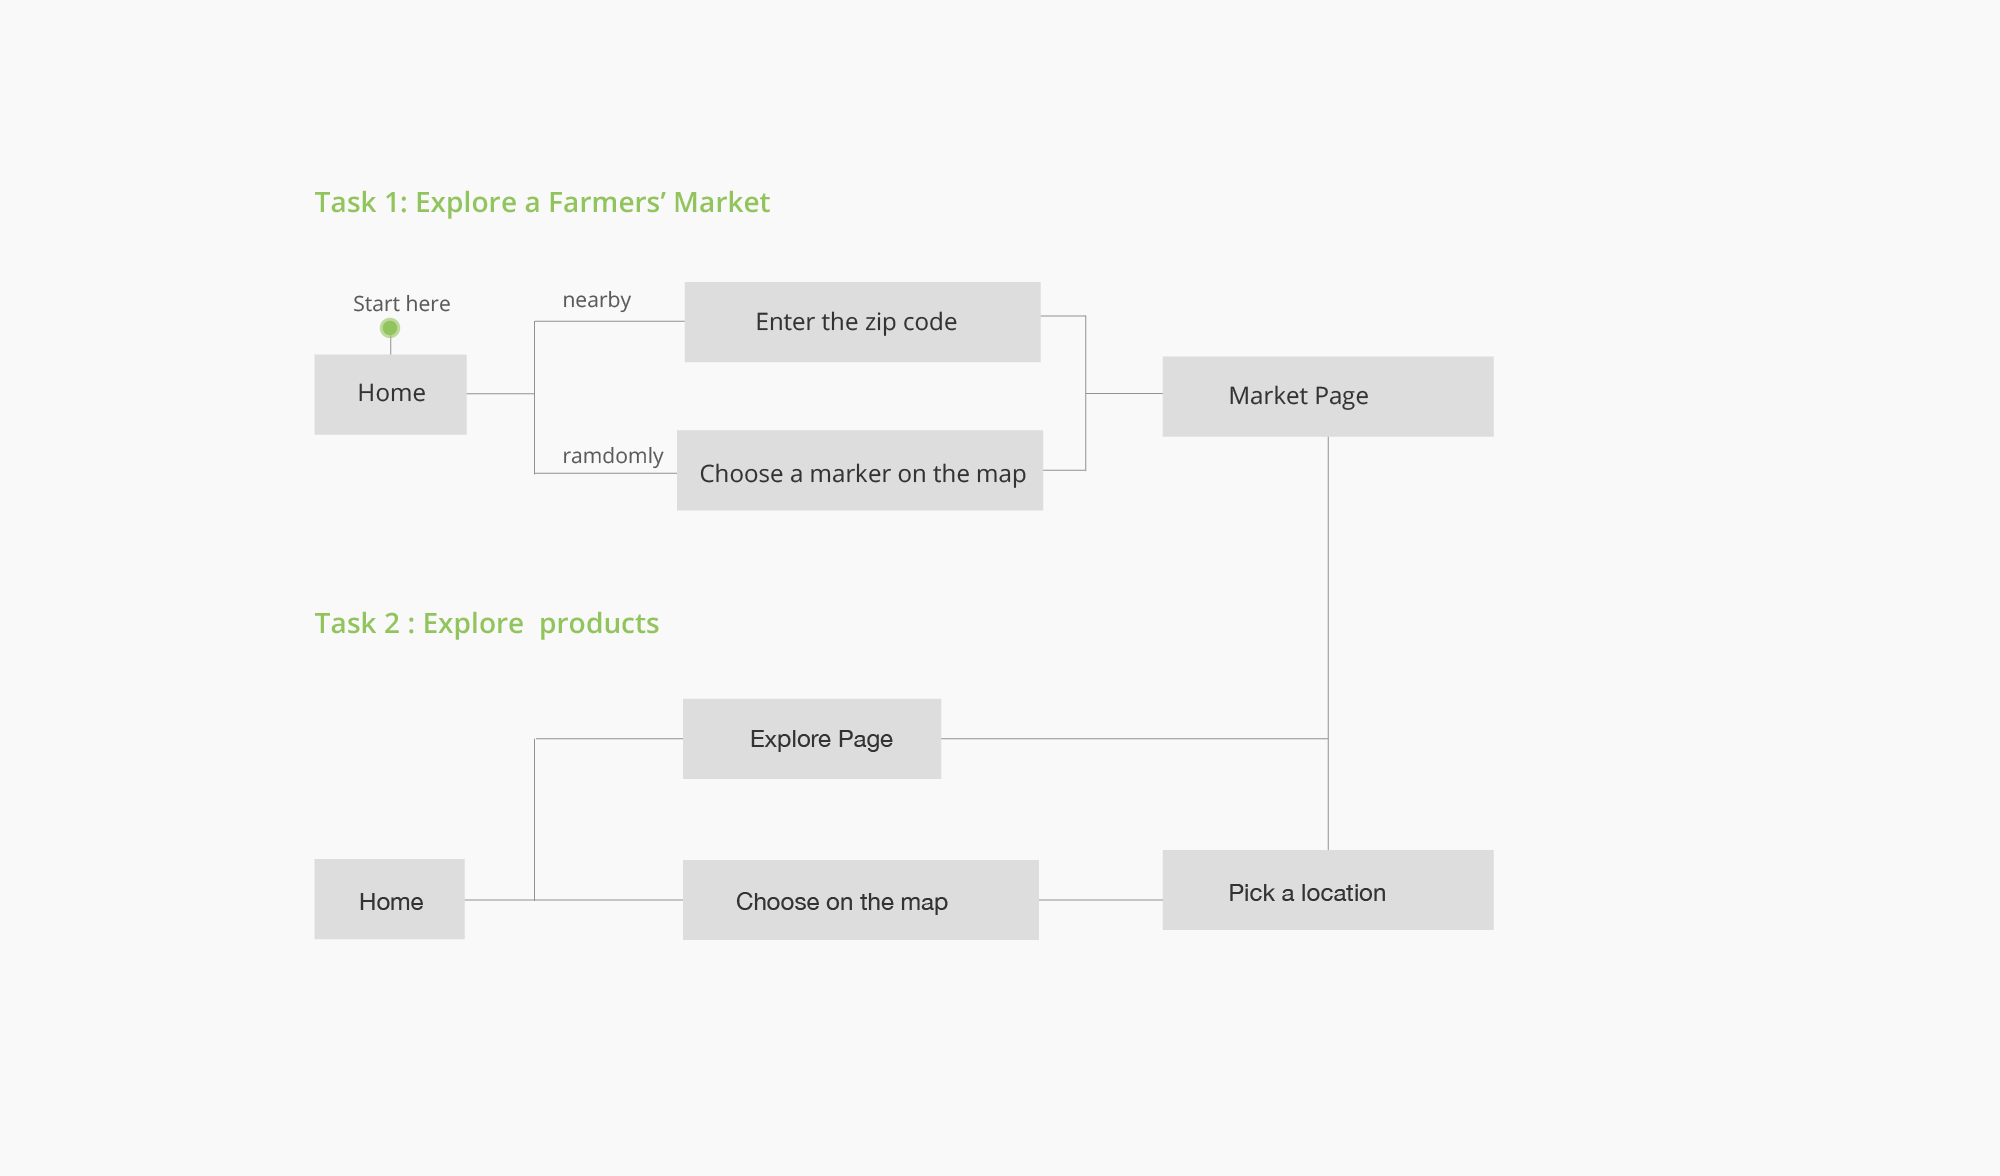 Task 1: Explore a Farmers’ Market
Start here
Home
nearby
Enter the zip code
ramdomly
Choose a marker on the map
Market Page
Task 2 : Explore  products
Explore Page
Home
Choose on the map
Pick a location